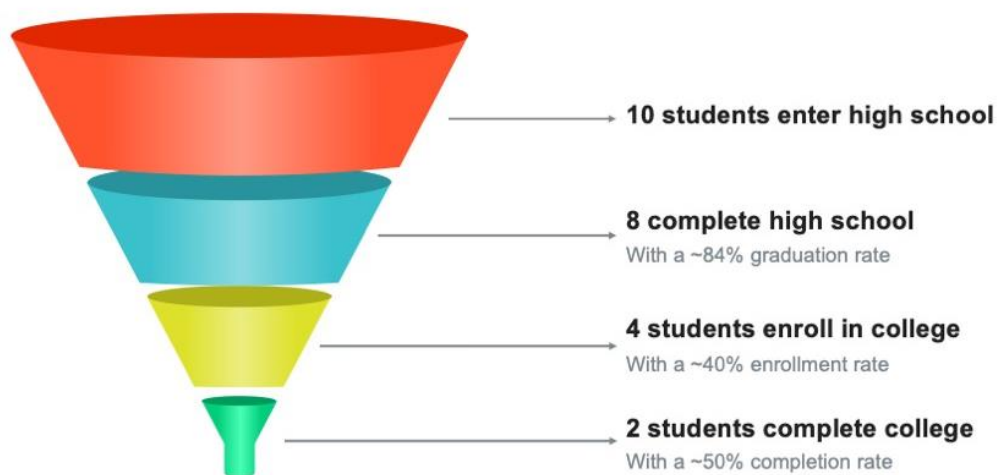 10 students enter high school
8 complete high school
With a ~84% graduation rate
4 students enroll in college
With a ~40% enrollment rate
2 students complete college
With a ~50% completion rate